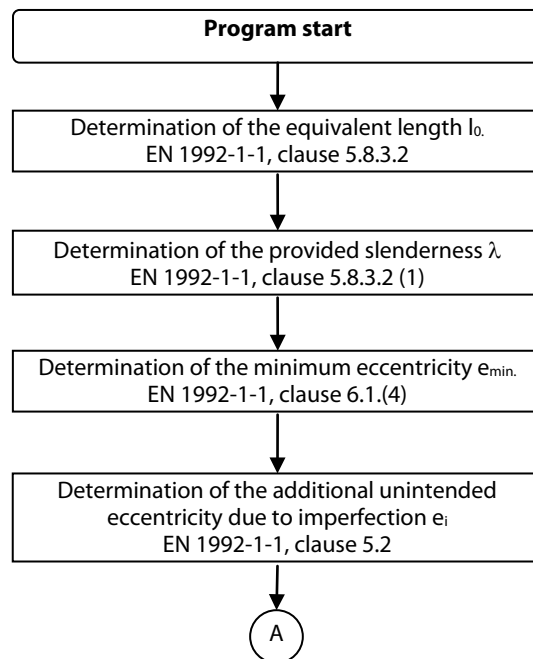 Program start
Determination of the equivalent length l₀.
EN 1992-1-1, clause 5.8.3.2
Determination of the provided slenderness λ
EN 1992-1-1, clause 5.8.3.2 (1)
Determination of the minimum eccentricity emin.
EN 1992-1-1, clause 6.1.(4)
Determination of the additional unintended
eccentricity due to imperfection ei
EN 1992-1-1, clause 5.2
A